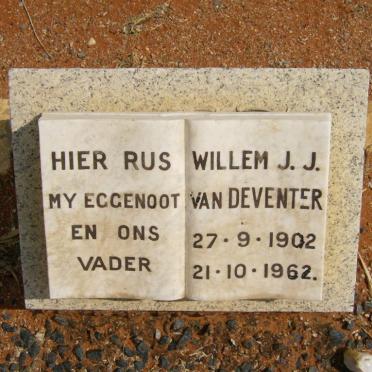 HIER RUS
MY EGGENOOT
EN ONS
VADER
WILLEM J. J.
VAN DEVENTER
27·9·1902
21·10·1962.